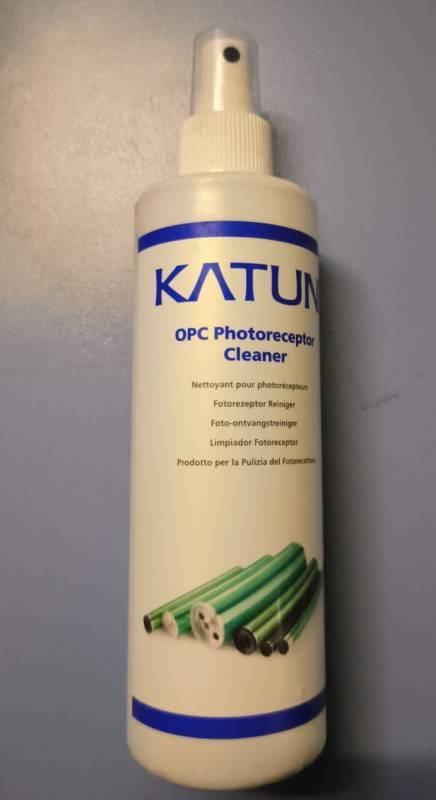 KATUN
OPC Photoreceptor
Cleaner
Nettoyant pour photorécepteurs
Fotorezeptor Reiniger
Foto-ontvangstreiniger
Limpiador Fotoreceptor
Prodotto per la Pulizia del Fotorecettore